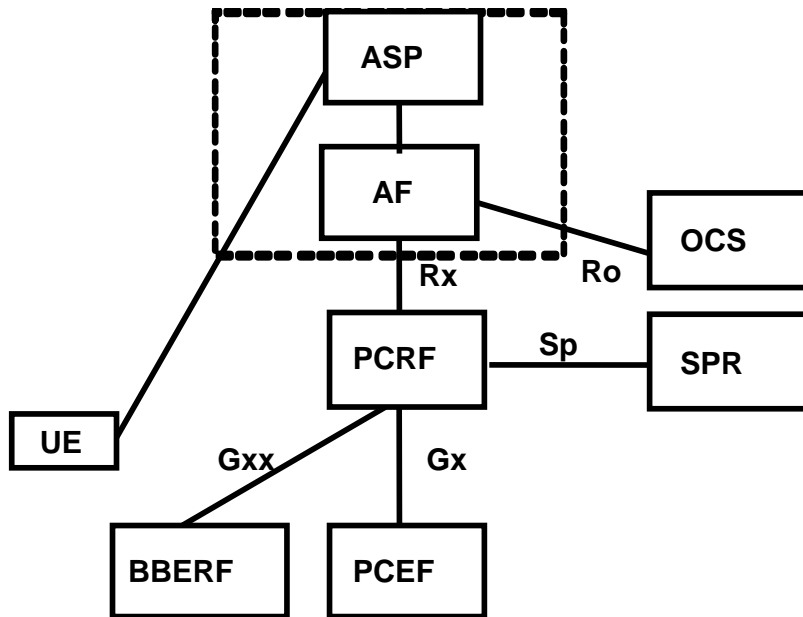 ASP
AF
OCS
Rx
Ro
PCRF
Sp
SPR
UE
Gxx
Gx
BBERF
PCEF